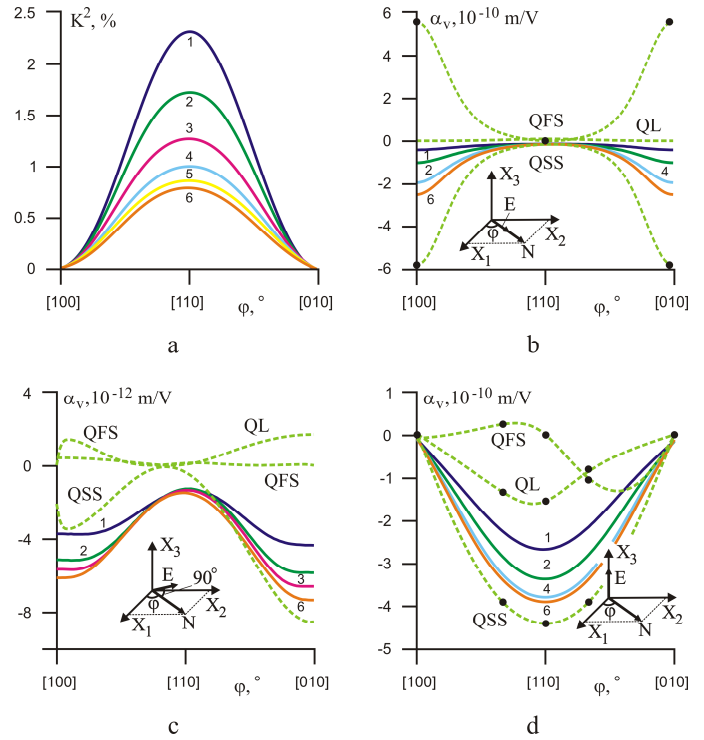 K², %
2.5
2
1.5
1
0.5
0
1
2
3
4
5
6
[100]
[110]
φ, °
[010]
a
αᵥ,10⁻¹⁰ m/V
6
4
2
0
-2
-4
-6
QFS
QL
QSS
1
2
4
6
X₃
E
φ
X₁
N
X₂
[100]
[110]
φ, °
[010]
b
αᵥ,10⁻¹² m/V
4
0
-4
-8
QFS
QL
QSS
QFS
1
2
3
6
X₃
E
90°
φ
X₁
N
X₂
[100]
[110]
φ, °
[010]
c
αᵥ,10⁻¹⁰ m/V
1
0
-1
-2
-3
-4
-5
QFS
QL
QSS
1
2
4
6
X₃
E
φ
X₁
N
X₂
[100]
[110]
φ, °
[010]
d